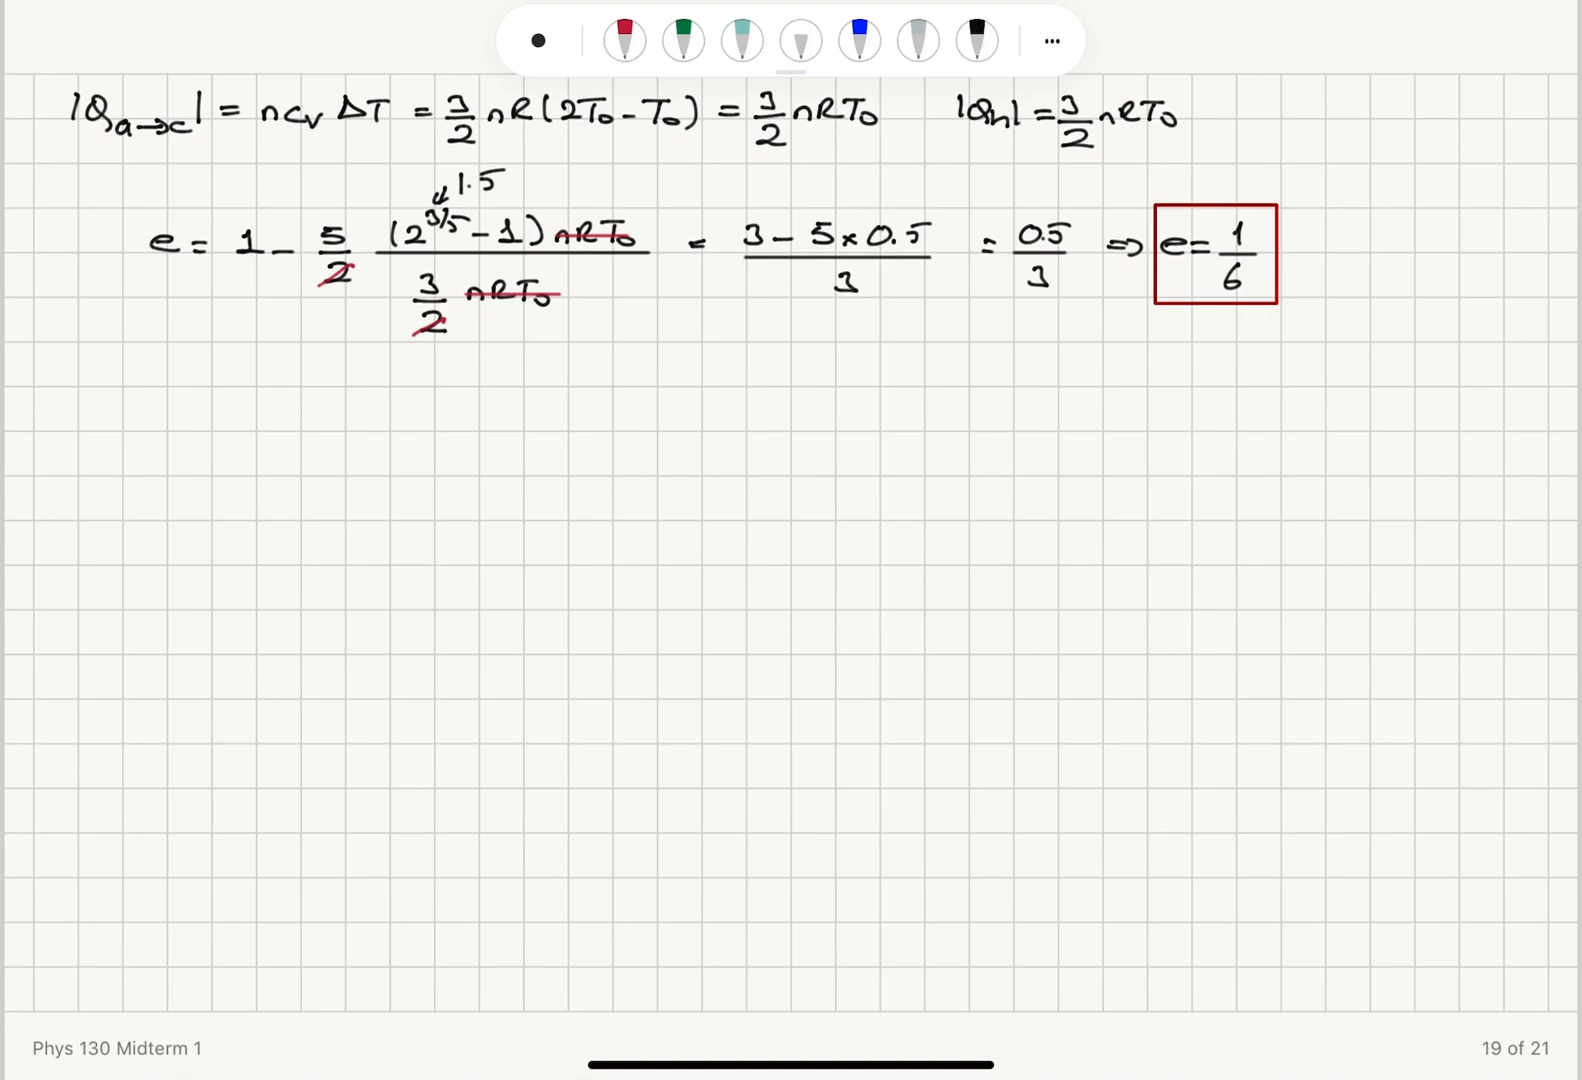 |Q_{a→c}| = nc_v ΔT = 3/2 nR(2T₀ - T₀) = 3/2 nRT₀ |Q_h| = 3/2 nRT₀
1.5
e = 1 - 5/2 (2^{3/5} - 1) nRT₀ / 3/2 nRT₀ = 3 - 5 × 0.5 / 3 = 0.5/3 ⇒ e = 1/6
Phys 130 Midterm 1
19 of 21